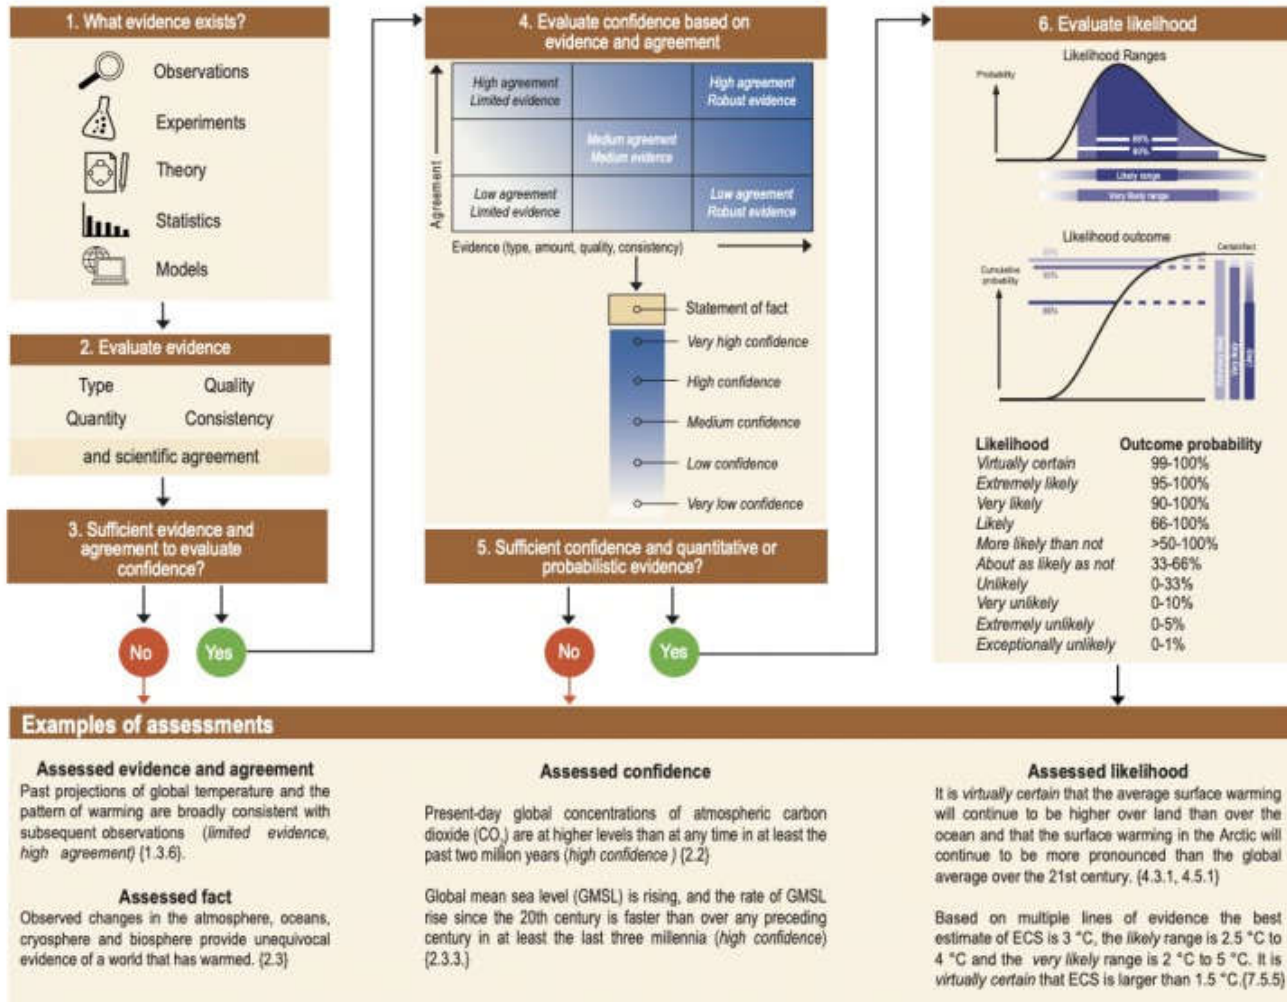 1. What evidence exists?
Observations
Experiments
Theory
Statistics
Models
2. Evaluate evidence
Type
Quality
Quantity
Consistency
and scientific agreement
3. Sufficient evidence and
agreement to evaluate
confidence?
No
Yes
4. Evaluate confidence based on
evidence and agreement
Agreement
High agreement
Limited evidence
High agreement
Robust evidence
Medium agreement
Medium evidence
Low agreement
Limited evidence
Low agreement
Robust evidence
Evidence (type, amount, quality, consistency)
Statement of fact
Very high confidence
High confidence
Medium confidence
Low confidence
Very low confidence
5. Sufficient confidence and quantitative or
probabilistic evidence?
No
Yes
6. Evaluate likelihood
Likelihood Ranges
Probability
Likely range
Very likely range
Likelihood outcome
Cumulative
probability
Likelihood Outcome probability
Virtually certain 99-100%
Extremely likely 95-100%
Very likely 90-100%
Likely 66-100%
More likely than not >50-100%
About as likely as not 33-66%
Unlikely 0-33%
Very unlikely 0-10%
Extremely unlikely 0-5%
Exceptionally unlikely 0-1%
Examples of assessments
Assessed evidence and agreement
Past projections of global temperature and the
pattern of warming are broadly consistent with
subsequent observations (limited evidence,
high agreement) {1.3.6}.
Assessed fact
Observed changes in the atmosphere, oceans,
cryosphere and biosphere provide unequivocal
evidence of a world that has warmed. {2.3}
Assessed confidence
Present-day global concentrations of atmospheric carbon
dioxide (CO₂) are at higher levels than at any time in at least the
past two million years (high confidence ) {2.2}
Global mean sea level (GMSL) is rising, and the rate of GMSL
rise since the 20th century is faster than over any preceding
century in at least the last three millennia (high confidence)
{2.3.3.}
Assessed likelihood
It is virtually certain that the average surface warming
will continue to be higher over land than over the
ocean and that the surface warming in the Arctic will
continue to be more pronounced than the global
average over the 21st century. {4.3.1, 4.5.1}
Based on multiple lines of evidence the best
estimate of ECS is 3 °C, the likely range is 2.5 °C to
4 °C and the very likely range is 2 °C to 5 °C. It is
virtually certain that ECS is larger than 1.5 °C.{7.5.5}